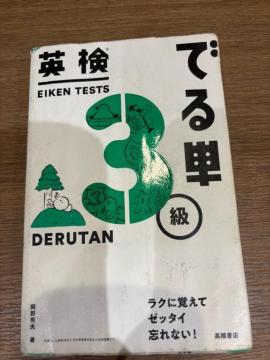 英検®
EIKEN TESTS
でる単
3
級
DERUTAN
ラクに覚えて
ゼッタイ
忘れない！
高橋書店